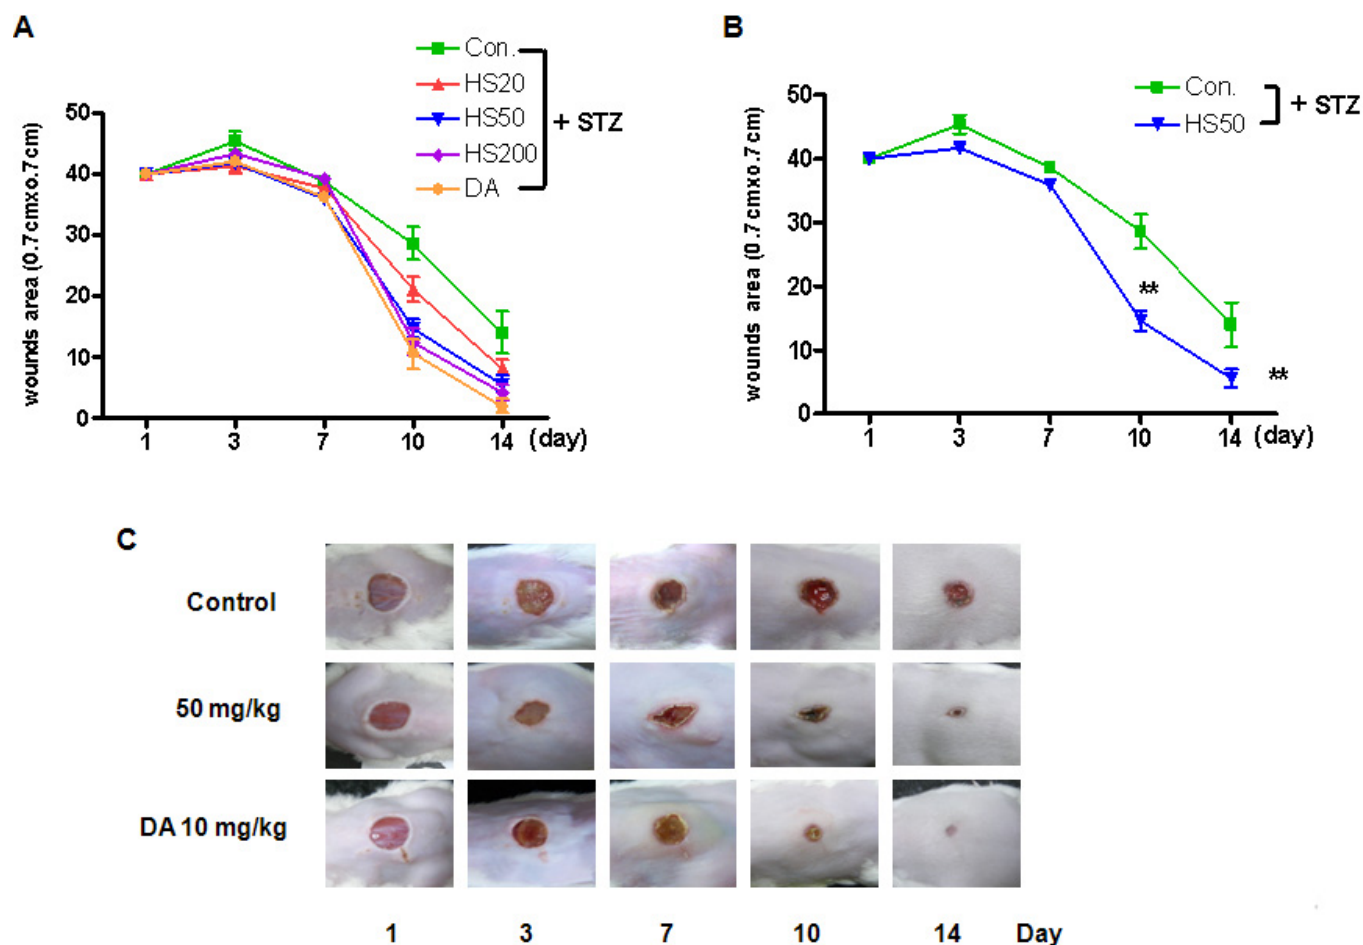 A
Con.
HS20
HS50
HS200
DA
+ STZ
wounds area (0.7cmxo.7cm)
50
40
30
20
10
0
1 3 7 10 14 (day)
B
Con.
HS50
+ STZ
wounds area (0.7cmxo.7cm)
50
40
30
20
10
0
**
**
1 3 7 10 14 (day)
C
Control
50 mg/kg
DA 10 mg/kg
1 3 7 10 14 Day